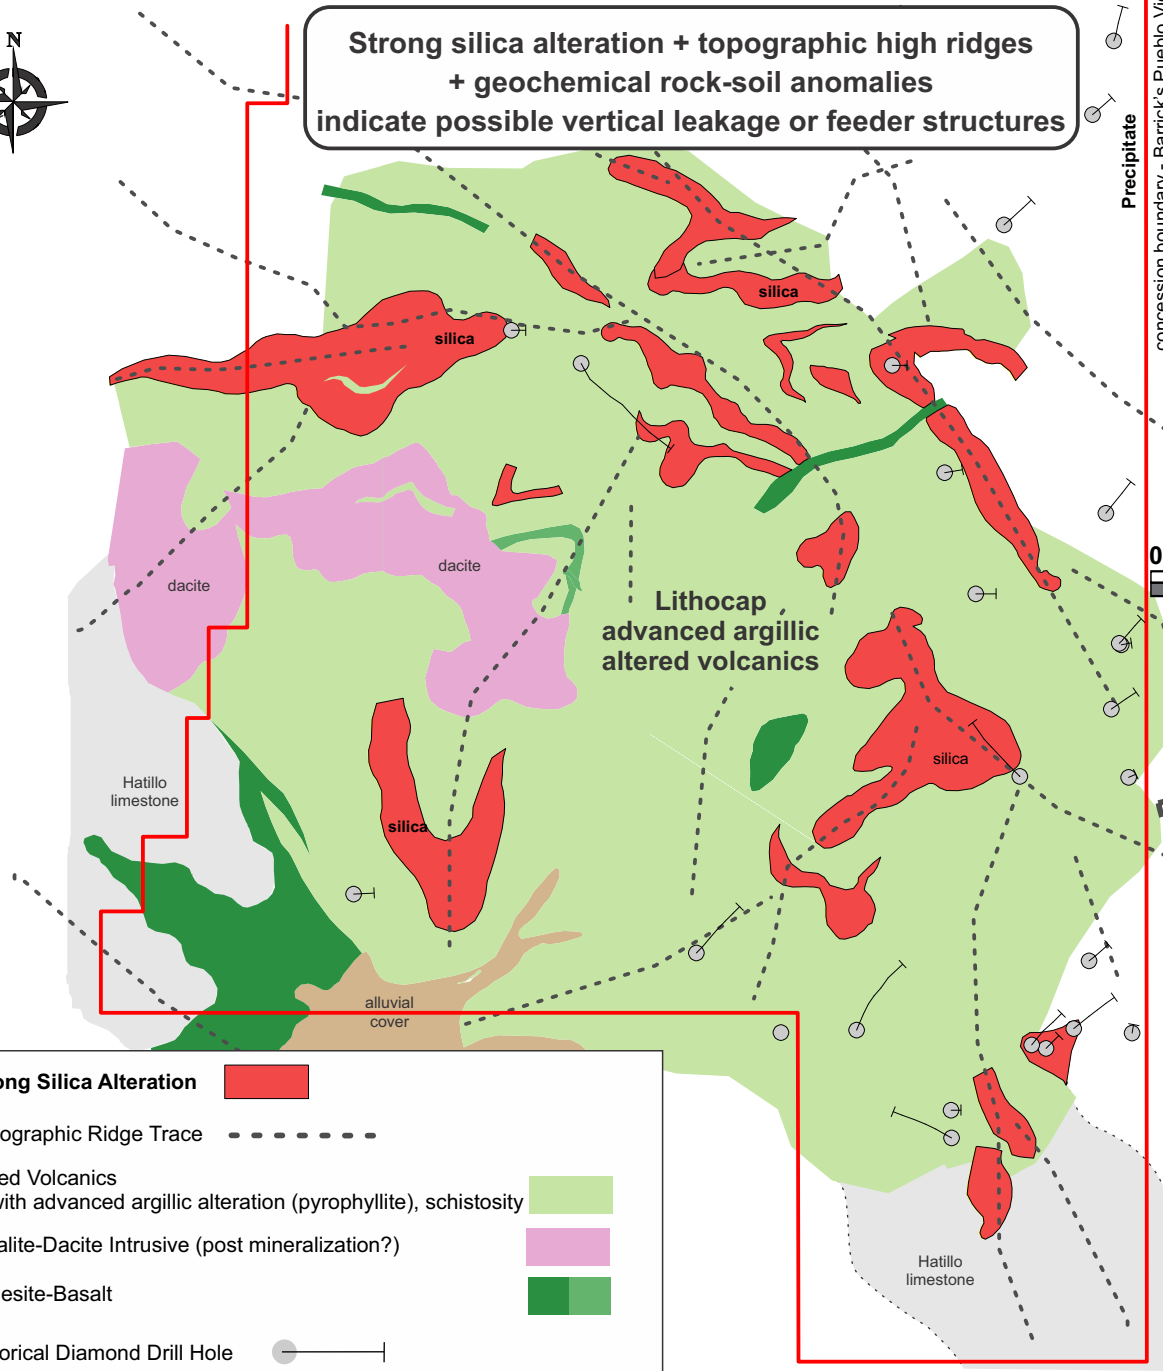 N
Strong silica alteration + topographic high ridges
+ geochemical rock-soil anomalies
indicate possible vertical leakage or feeder structures
Precipitate
concession boundary - Barrick's Pueblo
silica
silica
dacite
dacite
Lithocap
advanced argillic
altered volcanics
0
silica
Hatillo
limestone
silica
alluvial
cover
Hatillo
limestone
ong Silica Alteration
ographic Ridge Trace
ed Volcanics
with advanced argillic alteration (pyrophyllite), schistosity
alite-Dacite Intrusive (post mineralization?)
esite-Basalt
orical Diamond Drill Hole